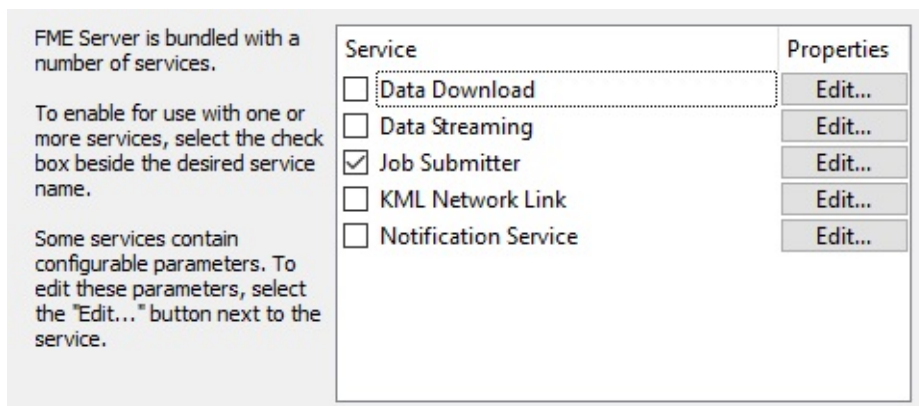 FME Server is bundled with a
number of services.
To enable for use with one or
more services, select the check
box beside the desired service
name.
Some services contain
configurable parameters. To
edit these parameters, select
the "Edit..." button next to the
service.
Service Properties
Data Download Edit...
Data Streaming Edit...
Job Submitter Edit...
KML Network Link Edit...
Notification Service Edit...